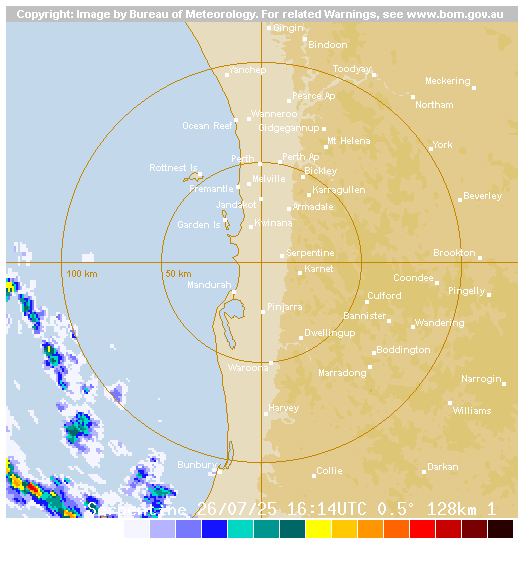 Copyright: Image by Bureau of Meteorology. For related Warnings, see www.bom.gov.au
Gingin
Bindoon
Yanchep
Toodyay
Meckering
Pearce Ap
Northam
Wanneroo
Ocean Reef
Gidgegannup
Mt Helena
York
Perth
Perth Ap
Rottnest Is
Bickley
Melville
Fremantle
Karragullen
Beverley
Jandakot
Armadale
Garden Is
Kwinana
Serpentine
Brookton
Karnet
100 km
50 km
Coondee
Mandurah
Pingelly
Culford
Pinjarra
Bannister
Wandering
Dwellingup
Boddington
Waroona
Marradong
Narrogin
Harvey
Williams
Bunbury
Collie
Darkan
Serpentine 26/07/25 16:14UTC 0.5° 128km 1